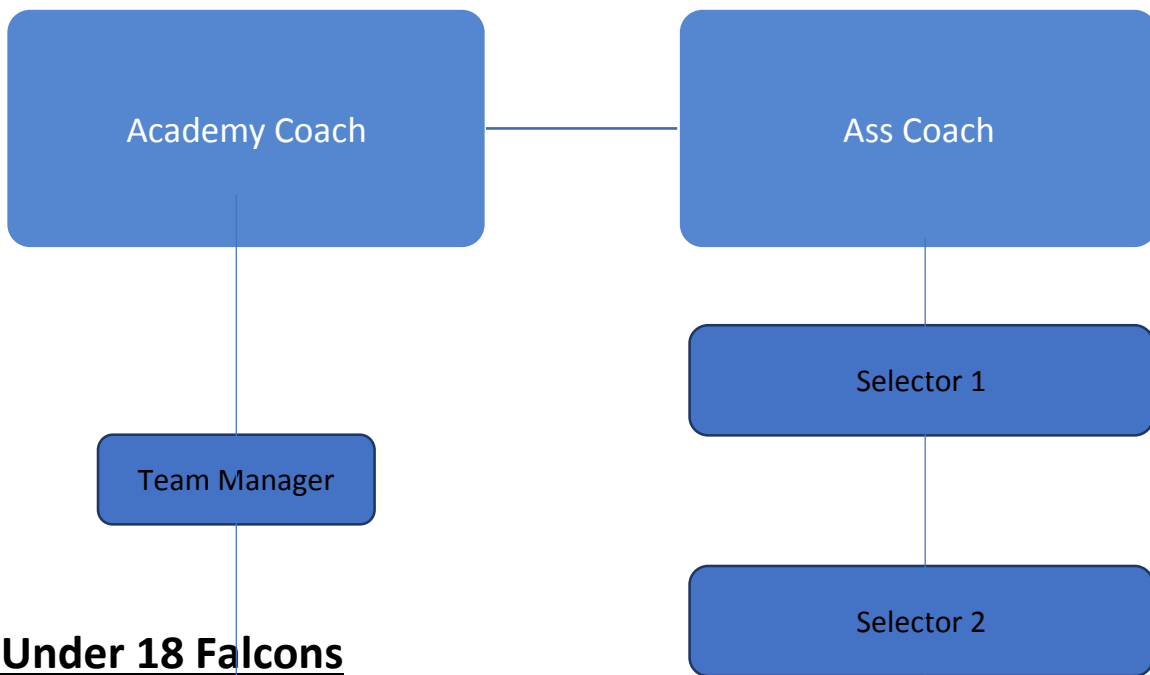 Academy Coach
Ass Coach
Selector 1
Team Manager
Selector 2
Under 18 Falcons